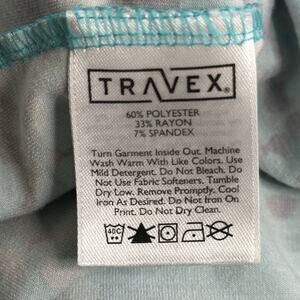 TRAVEX®
60% POLYESTER
33% RAYON
7% SPANDEX
Turn Garment Inside Out. Machine
Wash Warm With Like Colors. Use
Mild Detergent. Do Not Bleach. Do
Not Use Fabric Softeners. Tumble
Dry Low. Remove Promptly. Cool
Iron As Desired. Do Not Iron On
Print. Do Not Dry Clean.
40C